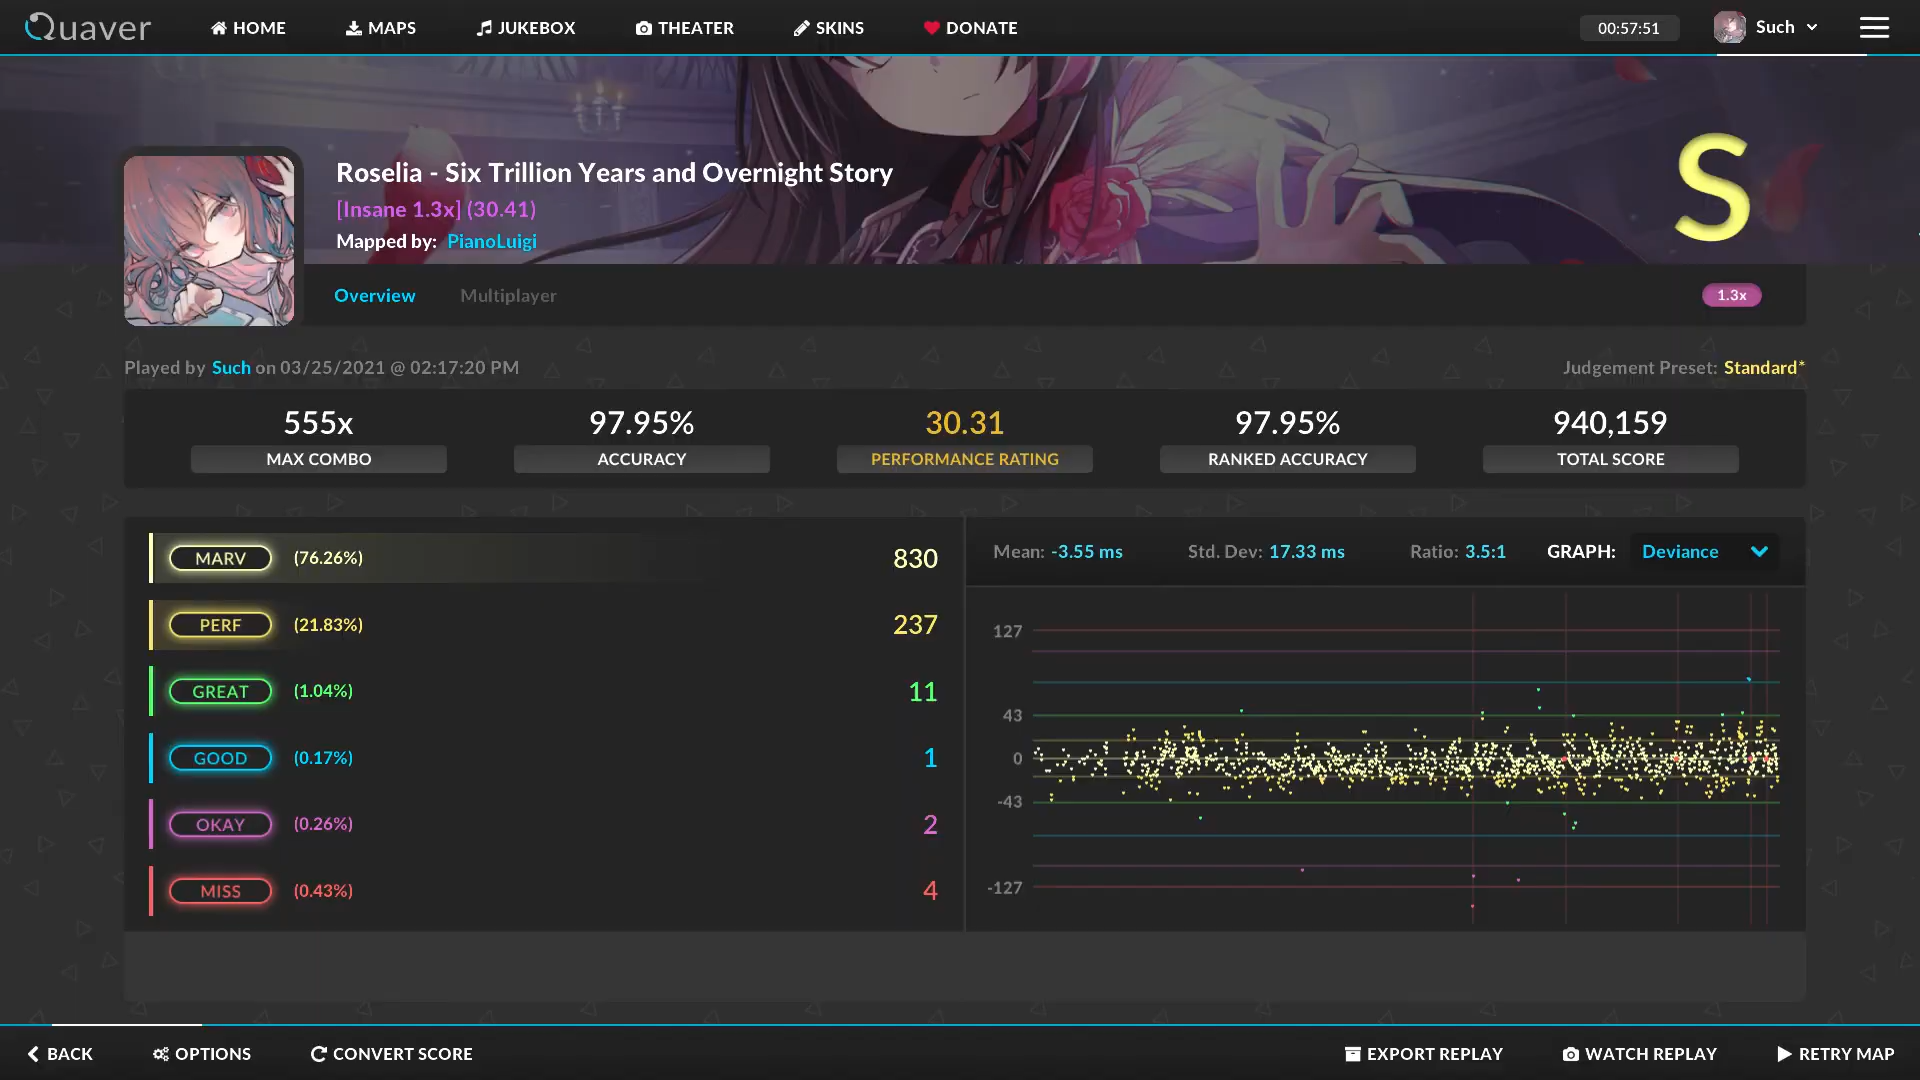 Quaver HOME MAPS JUKEBOX THEATER SKINS DONATE 00:57:51 Such
S
Roselia - Six Trillion Years and Overnight Story
[Insane 1.3x] (30.41)
Mapped by: PianoLuigi
Overview Multiplayer 1.3x
Played by Such on 03/25/2021 @ 02:17:20 PM Judgement Preset: Standard*
555x 97.95% 30.31 97.95% 940,159
MAX COMBO ACCURACY PERFORMANCE RATING RANKED ACCURACY TOTAL SCORE
Mean: -3.55 ms Std. Dev: 17.33 ms Ratio: 3.5:1 GRAPH: Deviance
MARV (76.26%) 830
PERF (21.83%) 237
GREAT (1.04%) 11
GOOD (0.17%) 1
OKAY (0.26%) 2
MISS (0.43%) 4
127
43
0
-43
-127
BACK OPTIONS CONVERT SCORE EXPORT REPLAY WATCH REPLAY RETRY MAP